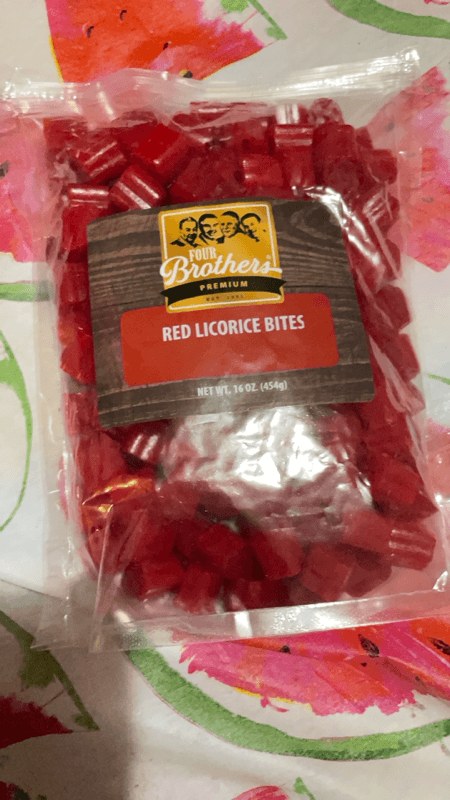 FOUR
Brothers®
PREMIUM
RED LICORICE BITES
NET WT. 16 OZ. (454g)